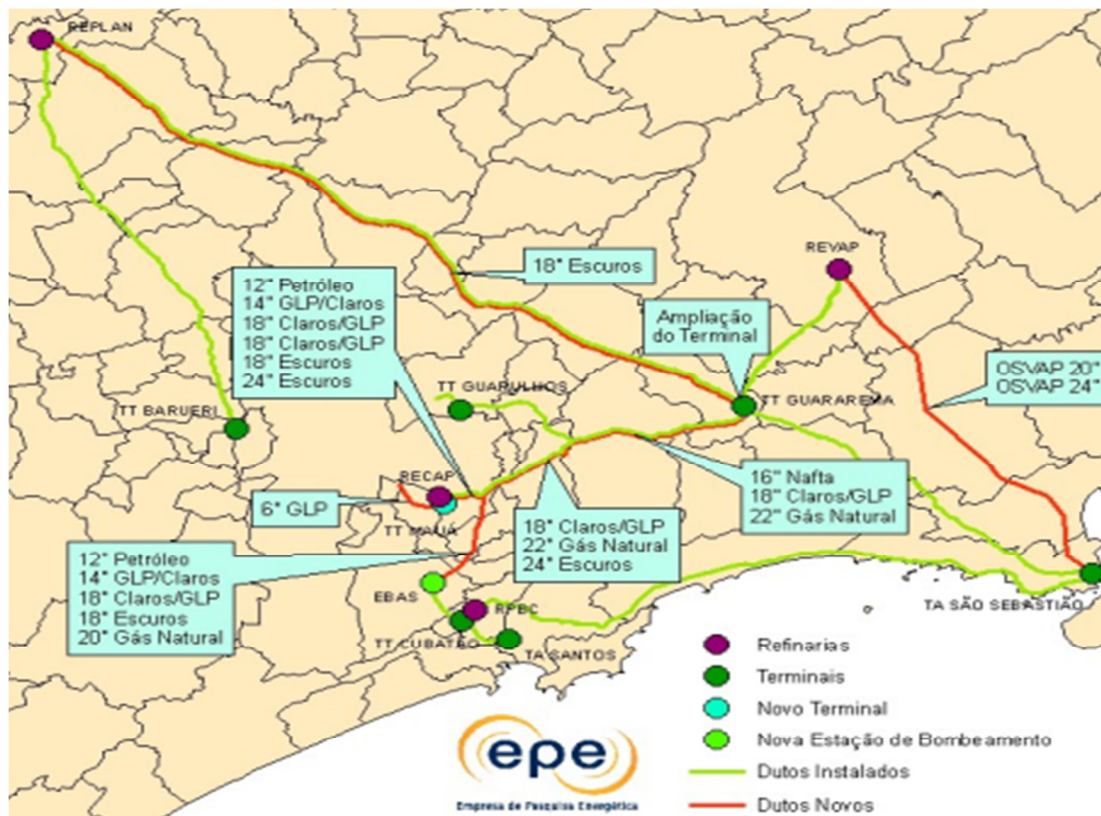 REPLAN
REVAP
18" Escuros
12" Petróleo
14" GLP/Claros
18" Claros/GLP
18" Claros/GLP
18" Escuros
24" Escuros
Ampliação
do Terminal
OSVAP 20"
OSVAP 24"
TT GUARULHOS
TT GUARAREMA
TT BARUERI
RECAP
6" GLP
TT MAUÁ
16" Nafta
18" Claros/GLP
22" Gás Natural
18" Claros/GLP
22" Gás Natural
24" Escuros
12" Petróleo
14" GLP/Claros
18" Claros/GLP
18" Escuros
20" Gás Natural
EBAS
RPBC
TT CUBATÃO
TA SANTOS
TA SÃO SEBASTIÃO
Refinarias
Terminais
Novo Terminal
Nova Estação de Bombeamento
Dutos Instalados
Dutos Novos
epe
Empresa de Pesquisa Energética